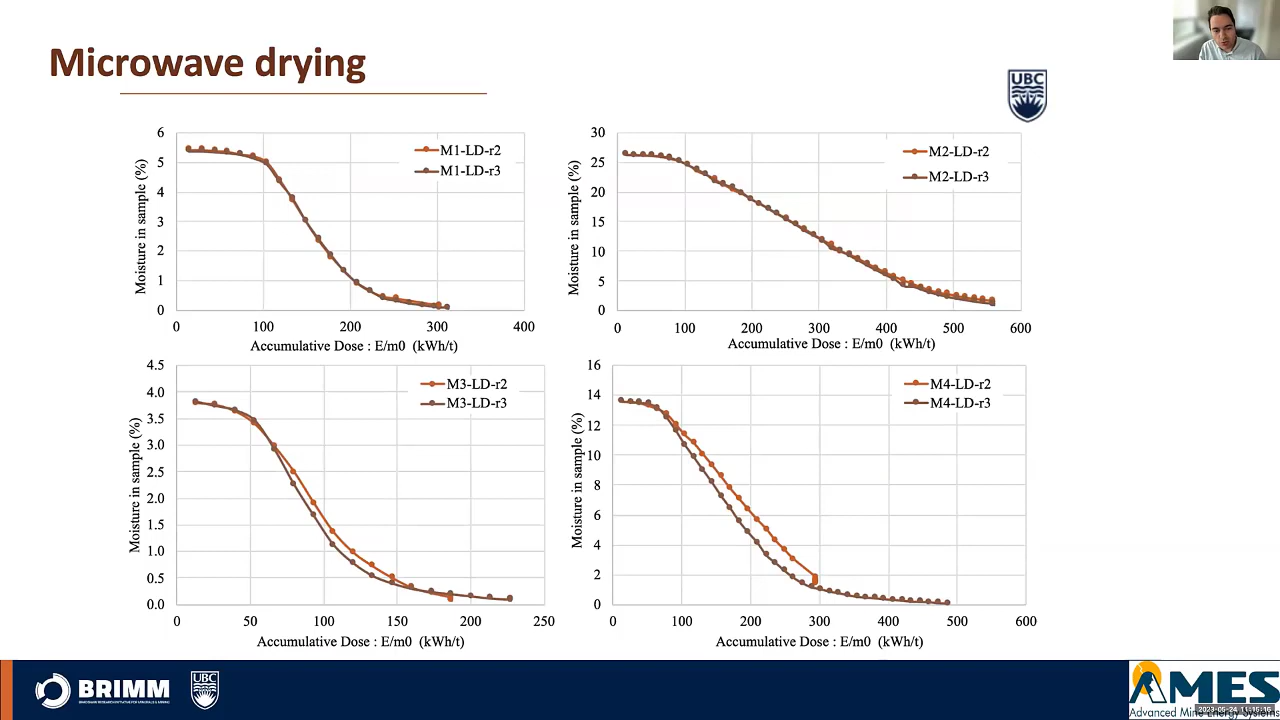 Microwave drying
UBC
6
5
4
3
2
1
0
0 100 200 300 400
Moisture in sample (%)
Accumulative Dose : E/m0 (kWh/t)
M1-LD-r2
M1-LD-r3
30
25
20
15
10
5
0
0 100 200 300 400 500 600
Moisture in sample (%)
Accumulative Dose : E/m0 (kWh/t)
M2-LD-r2
M2-LD-r3
4.5
4.0
3.5
3.0
2.5
2.0
1.5
1.0
0.5
0.0
0 50 100 150 200 250
Moisture in sample (%)
Accumulative Dose : E/m0 (kWh/t)
M3-LD-r2
M3-LD-r3
16
14
12
10
8
6
4
2
0
0 100 200 300 400 500 600
Moisture in sample (%)
Accumulative Dose : E/m0 (kWh/t)
M4-LD-r2
M4-LD-r3
BRIMM
UBC
AMES
Advanced Mine Energy Systems
2023-05-24 11:15:16